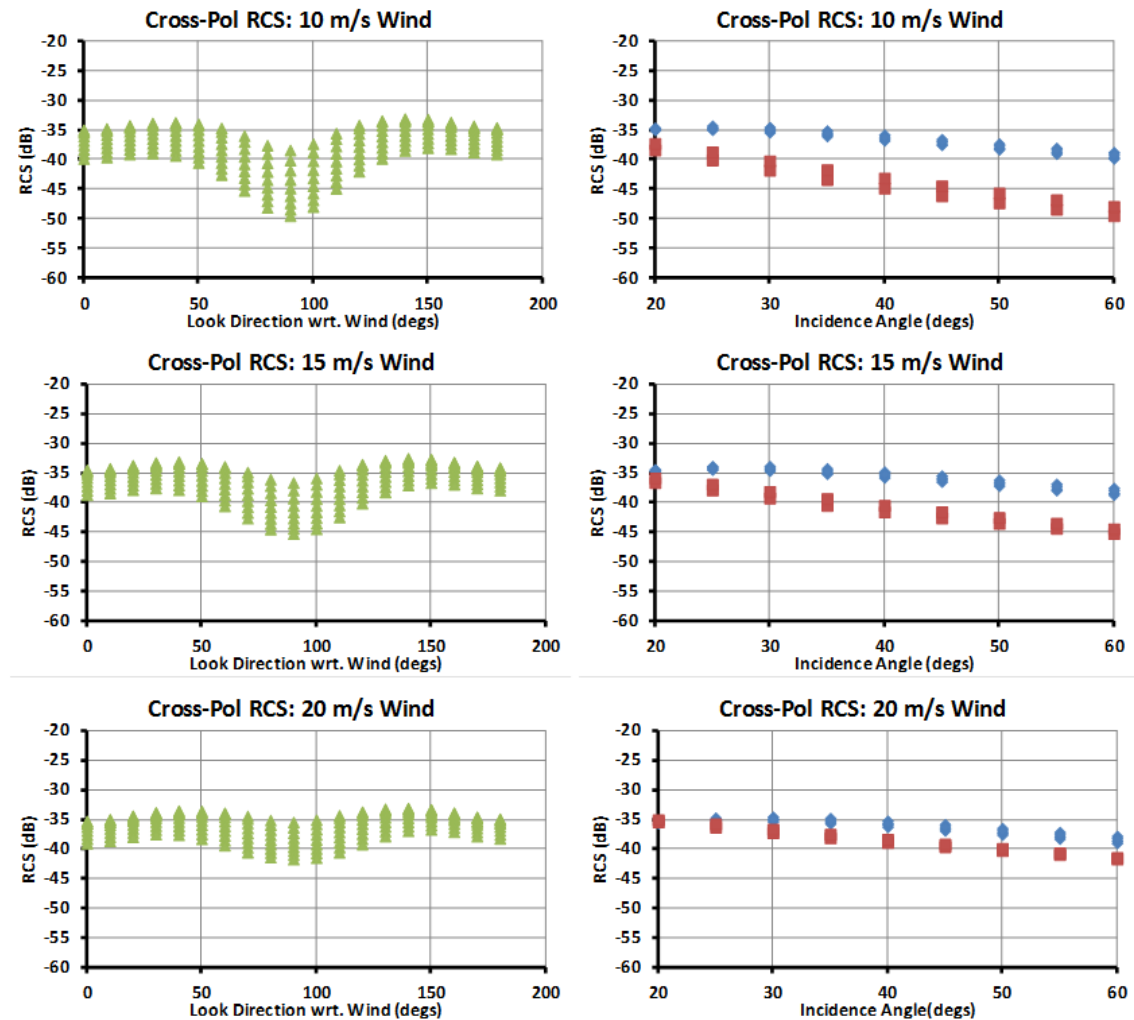 Cross-Pol RCS: 10 m/s Wind
-20
-25
-30
-35
-40
-45
-50
-55
-60
RCS (dB)
0 50 100 150 200
Look Direction wrt. Wind (degs)
Cross-Pol RCS: 10 m/s Wind
-20
-25
-30
-35
-40
-45
-50
-55
-60
RCS (dB)
20 30 40 50 60
Incidence Angle (degs)
Cross-Pol RCS: 15 m/s Wind
-20
-25
-30
-35
-40
-45
-50
-55
-60
RCS (dB)
0 50 100 150 200
Look Direction wrt. Wind (degs)
Cross-Pol RCS: 15 m/s Wind
-20
-25
-30
-35
-40
-45
-50
-55
-60
RCS (dB)
20 30 40 50 60
Incidence Angle (degs)
Cross-Pol RCS: 20 m/s Wind
-20
-25
-30
-35
-40
-45
-50
-55
-60
RCS (dB)
0 50 100 150 200
Look Direction wrt. Wind (degs)
Cross-Pol RCS: 20 m/s Wind
-20
-25
-30
-35
-40
-45
-50
-55
-60
RCS (dB)
20 30 40 50 60
Incidence Angle(degs)